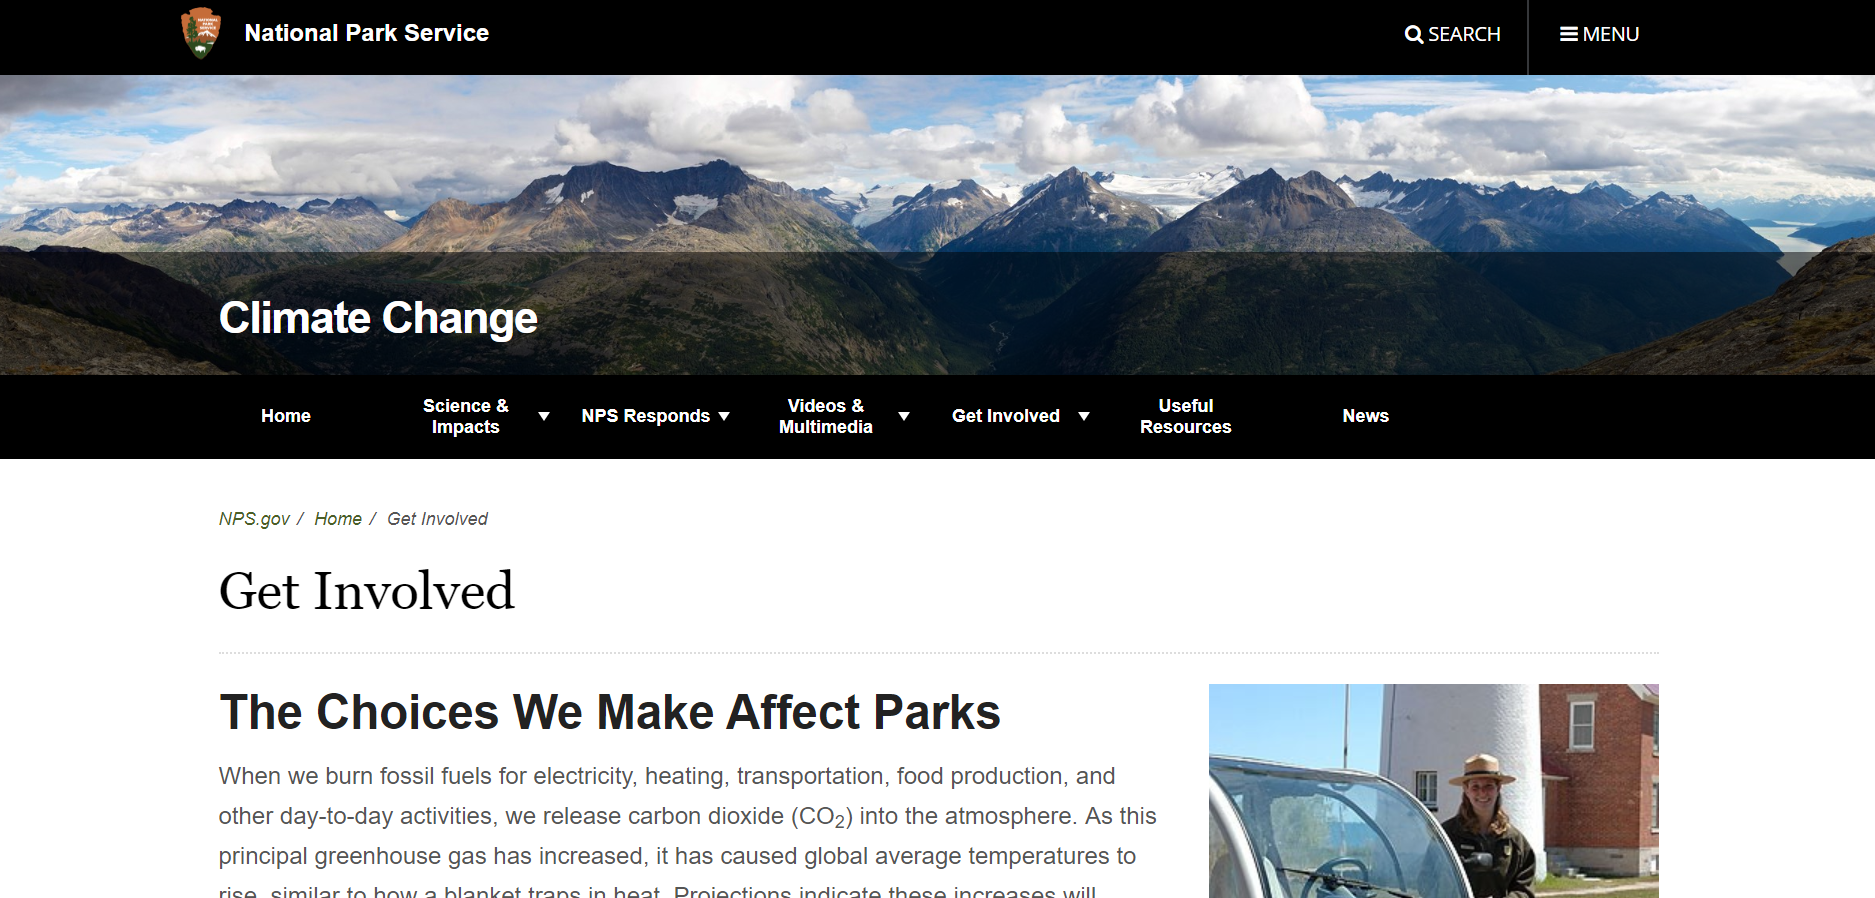 NATIONAL
PARK
SERVICE
National Park Service
SEARCH
MENU
Climate Change
Home
Science &
Impacts
NPS Responds
Videos &
Multimedia
Get Involved
Useful
Resources
News
NPS.gov / Home / Get Involved
Get Involved
The Choices We Make Affect Parks
When we burn fossil fuels for electricity, heating, transportation, food production, and
other day-to-day activities, we release carbon dioxide (CO₂) into the atmosphere. As this
principal greenhouse gas has increased, it has caused global average temperatures to
rise, similar to how a blanket traps in heat. Projections indicate these increases will